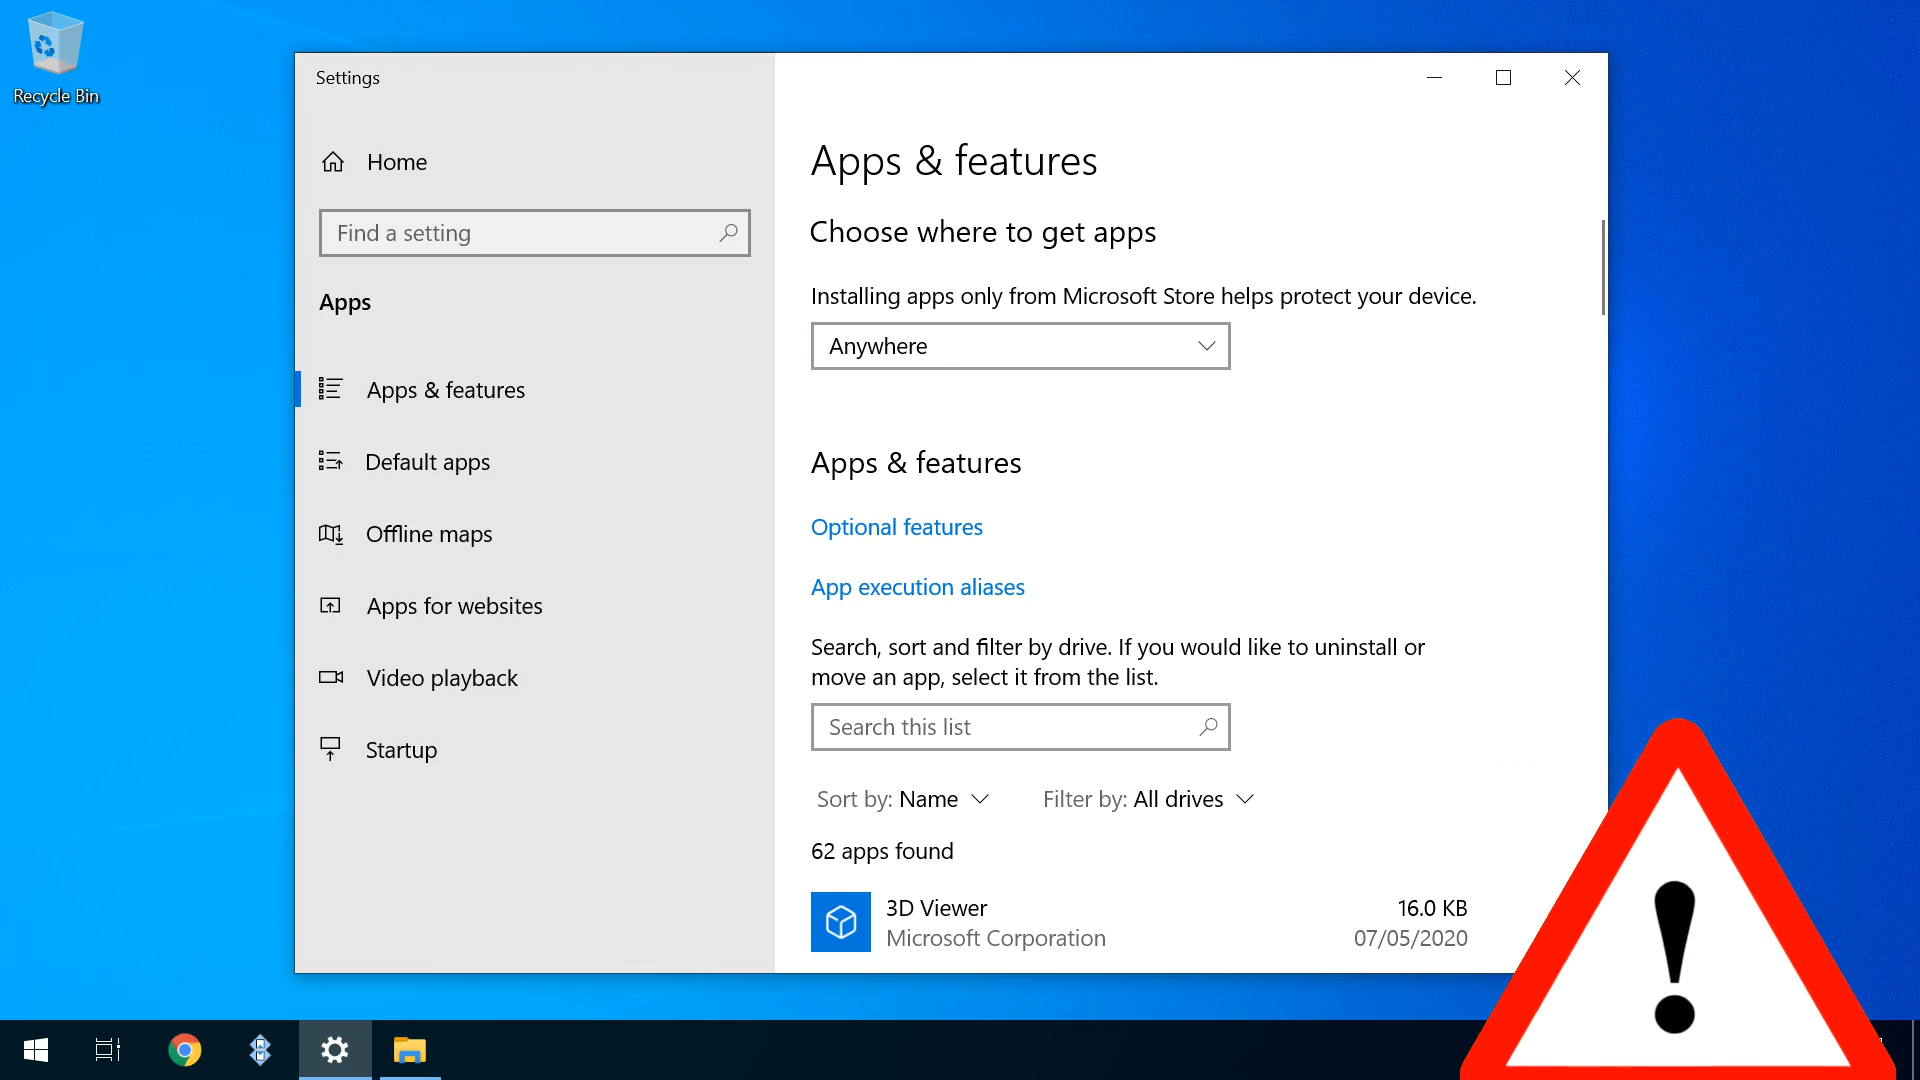 Recycle Bin
Settings
Home
Find a setting
Apps
Apps & features
Default apps
Offline maps
Apps for websites
Video playback
Startup
Apps & features
Choose where to get apps
Installing apps only from Microsoft Store helps protect your device.
Anywhere
Apps & features
Optional features
App execution aliases
Search, sort and filter by drive. If you would like to uninstall or
move an app, select it from the list.
Search this list
Sort by: Name Filter by: All drives
62 apps found
3D Viewer 16.0 KB
Microsoft Corporation 07/05/2020
!